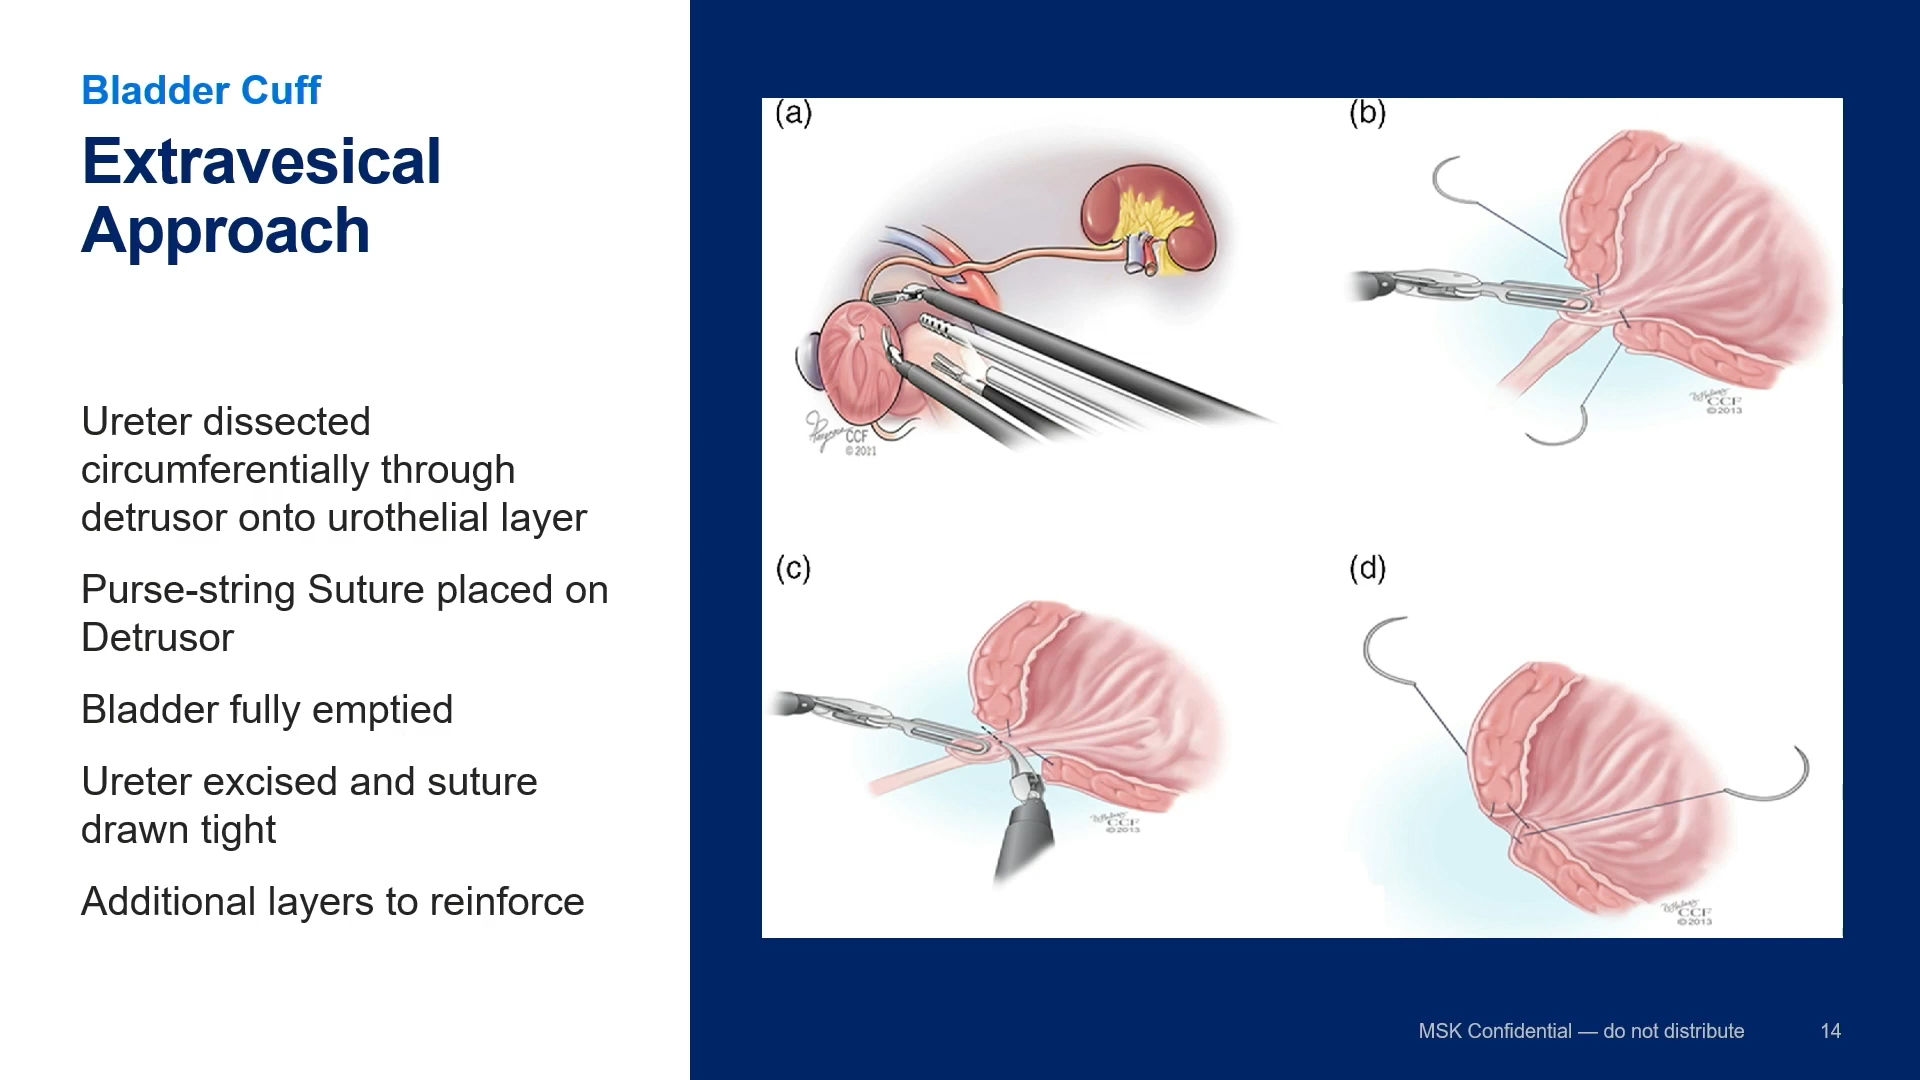 Bladder Cuff
Extravesical
Approach
Ureter dissected
circumferentially through
detrusor onto urothelial layer
Purse-string Suture placed on
Detrusor
Bladder fully emptied
Ureter excised and suture
drawn tight
Additional layers to reinforce
(a)
CCF
© 2011
(b)
CCF
©2013
(c)
CCF
©2013
(d)
CCF
©2013
MSK Confidential — do not distribute
14